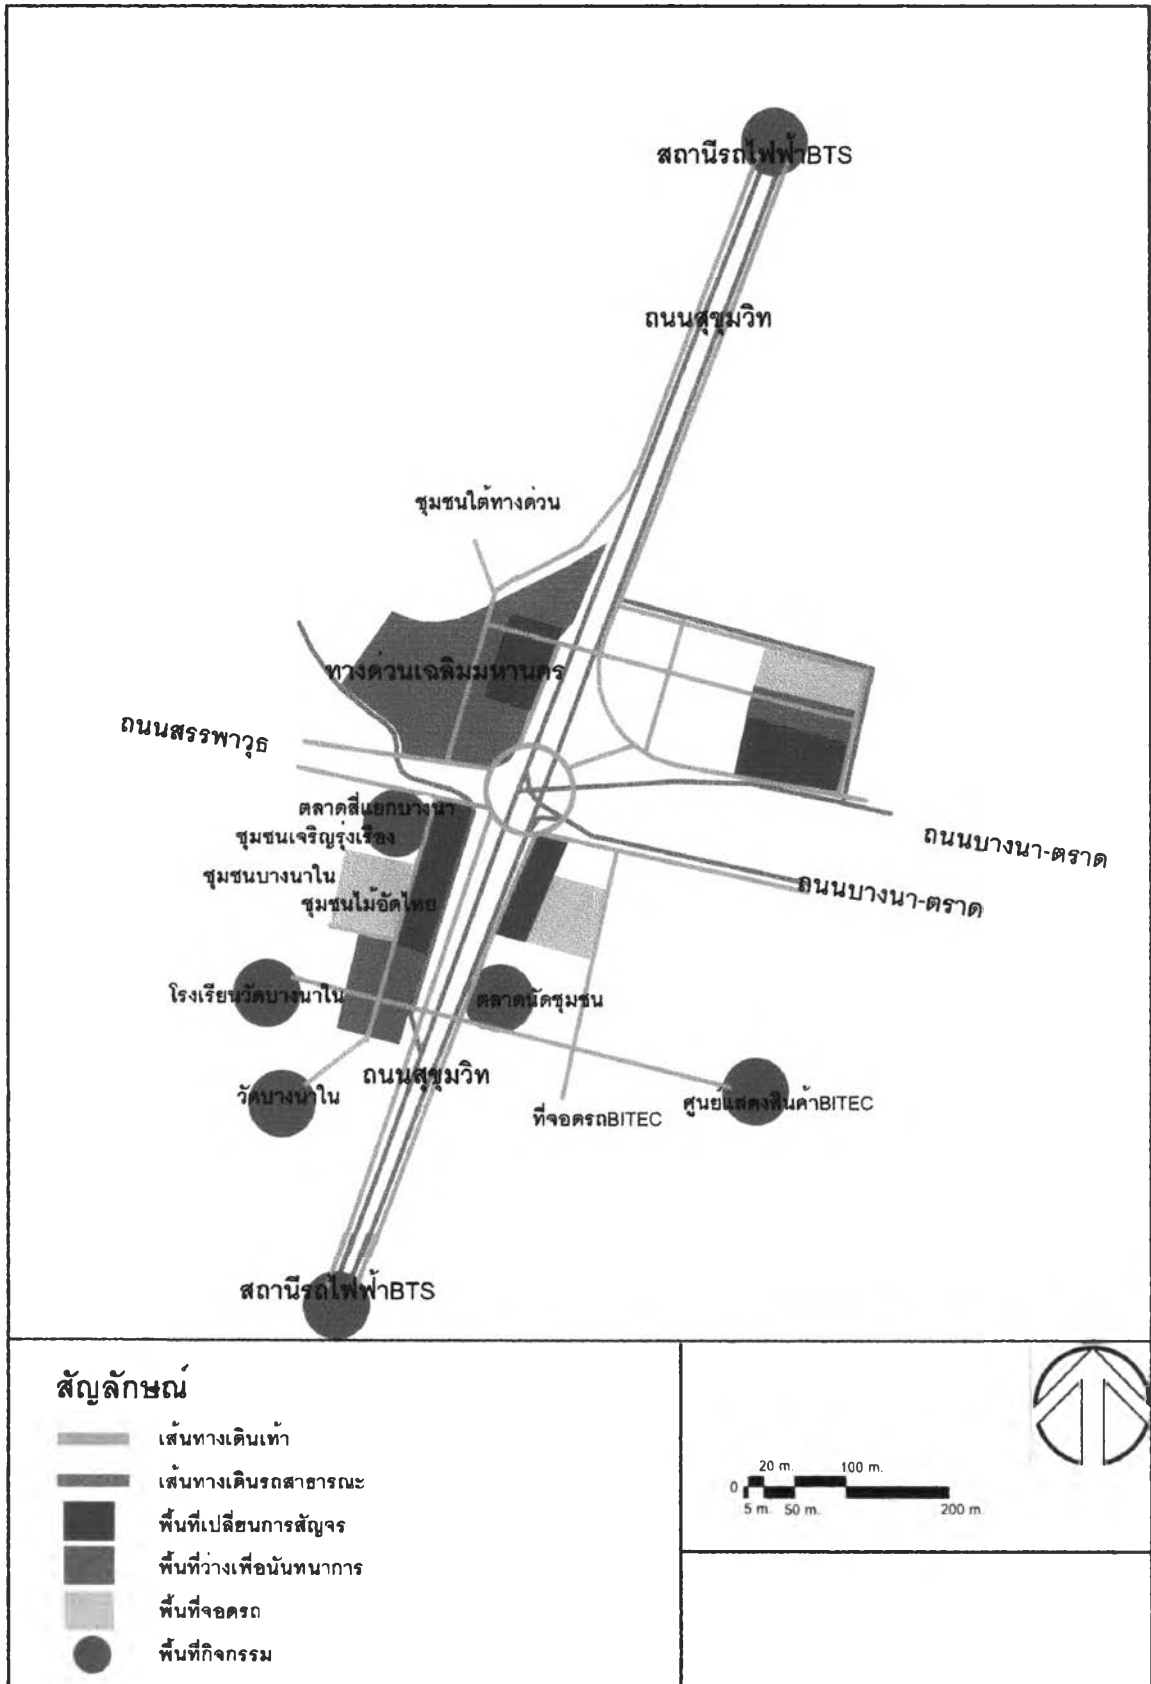 สถานีรถไฟฟ้าBTS
ถนนสุขุมวิท
ชุมชนใต้ทางด่วน
ทางด่วนเฉลิมมหานคร
ถนนสรรพาวุธ
ตลาดสี่แยกบางนา
ชุมชนเจริญรุ่งเรือง
ชุมชนบางนาใน
ชุมชนไม้อัดไทย
ถนนบางนา-ตราด
ถนนบางนา-ตราด
โรงเรียนวัดบางนาใน
ตลาดนัดชุมชน
ถนนสุขุมวิท
วัดบางนาใน
ที่จอดรถBITEC
ศูนย์แสดงสินค้าBITEC
สถานีรถไฟฟ้าBTS
สัญลักษณ์
เส้นทางเดินเท้า
เส้นทางเดินรถสาธารณะ
พื้นที่เปลี่ยนการสัญจร
พื้นที่ว่างเพื่อนันทนาการ
พื้นที่จอดรถ
พื้นที่กิจกรรม
20 m. 100 m.
0
5 m. 50 m. 200 m.